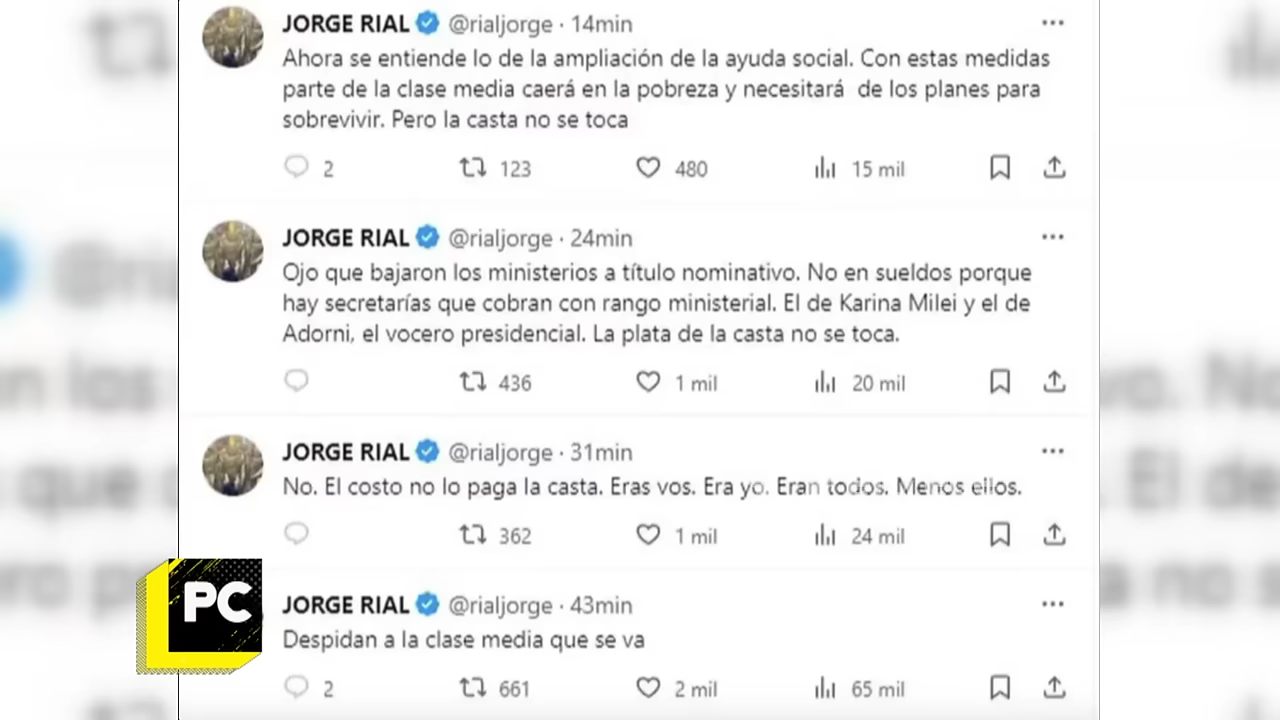 JORGE RIAL @rialjorge · 14min
Ahora se entiende lo de la ampliación de la ayuda social. Con estas medidas
parte de la clase media caerá en la pobreza y necesitará de los planes para
sobrevivir. Pero la casta no se toca
2 123 480 15 mil
JORGE RIAL @rialjorge · 24min
Ojo que bajaron los ministerios a título nominativo. No en sueldos porque
hay secretarías que cobran con rango ministerial. El de Karina Milei y el de
Adorni, el vocero presidencial. La plata de la casta no se toca.
436 1 mil 20 mil
JORGE RIAL @rialjorge · 31min
No. El costo no lo paga la casta. Eras vos. Era yo. Eran todos. Menos ellos.
362 1 mil 24 mil
JORGE RIAL @rialjorge · 43min
Despidan a la clase media que se va
2 661 2 mil 65 mil
PC